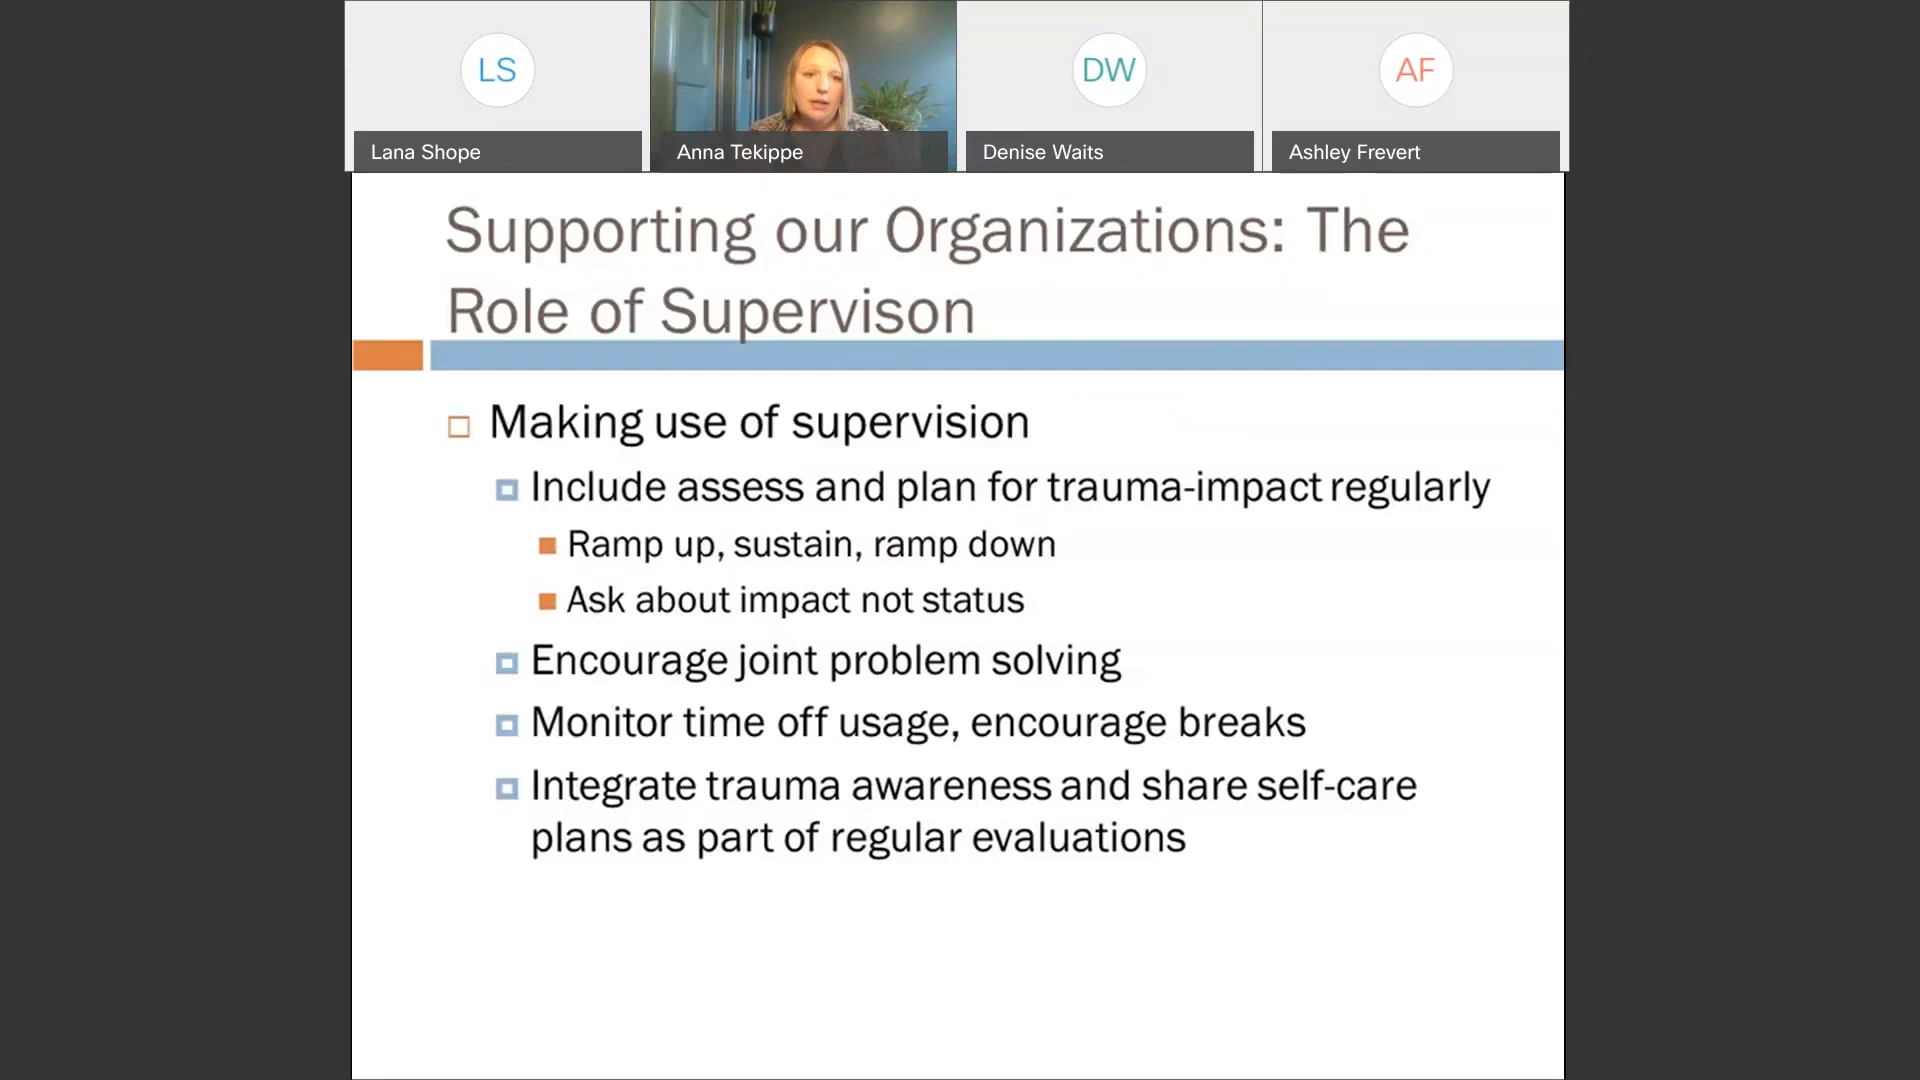 LS
DW
AF
Lana Shope
Anna Tekippe
Denise Waits
Ashley Frevert
Supporting our Organizations: The
Role of Supervison
Making use of supervision
Include assess and plan for trauma-impact regularly
Ramp up, sustain, ramp down
Ask about impact not status
Encourage joint problem solving
Monitor time off usage, encourage breaks
Integrate trauma awareness and share self-care
plans as part of regular evaluations